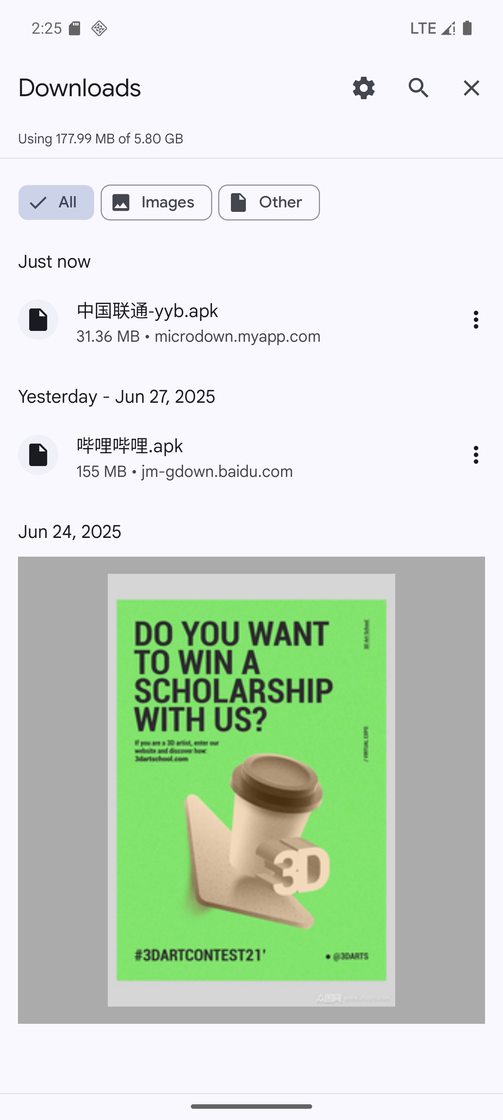 2:25
LTE
Downloads
Using 177.99 MB of 5.80 GB
All
Images
Other
Just now
中国联通-yyb.apk
31.36 MB • microdown.myapp.com
Yesterday - Jun 27, 2025
哔哩哔哩.apk
155 MB • jm-gdown.baidu.com
Jun 24, 2025
DO YOU WANT
TO WIN A
SCHOLARSHIP
WITH US?
3D Art School
If you are a 3D artist, enter our
website and discover how:
3dartschool.com
/ VIRTUAL EXPO
3D
#3DARTCONTEST21'
● @3DARTS